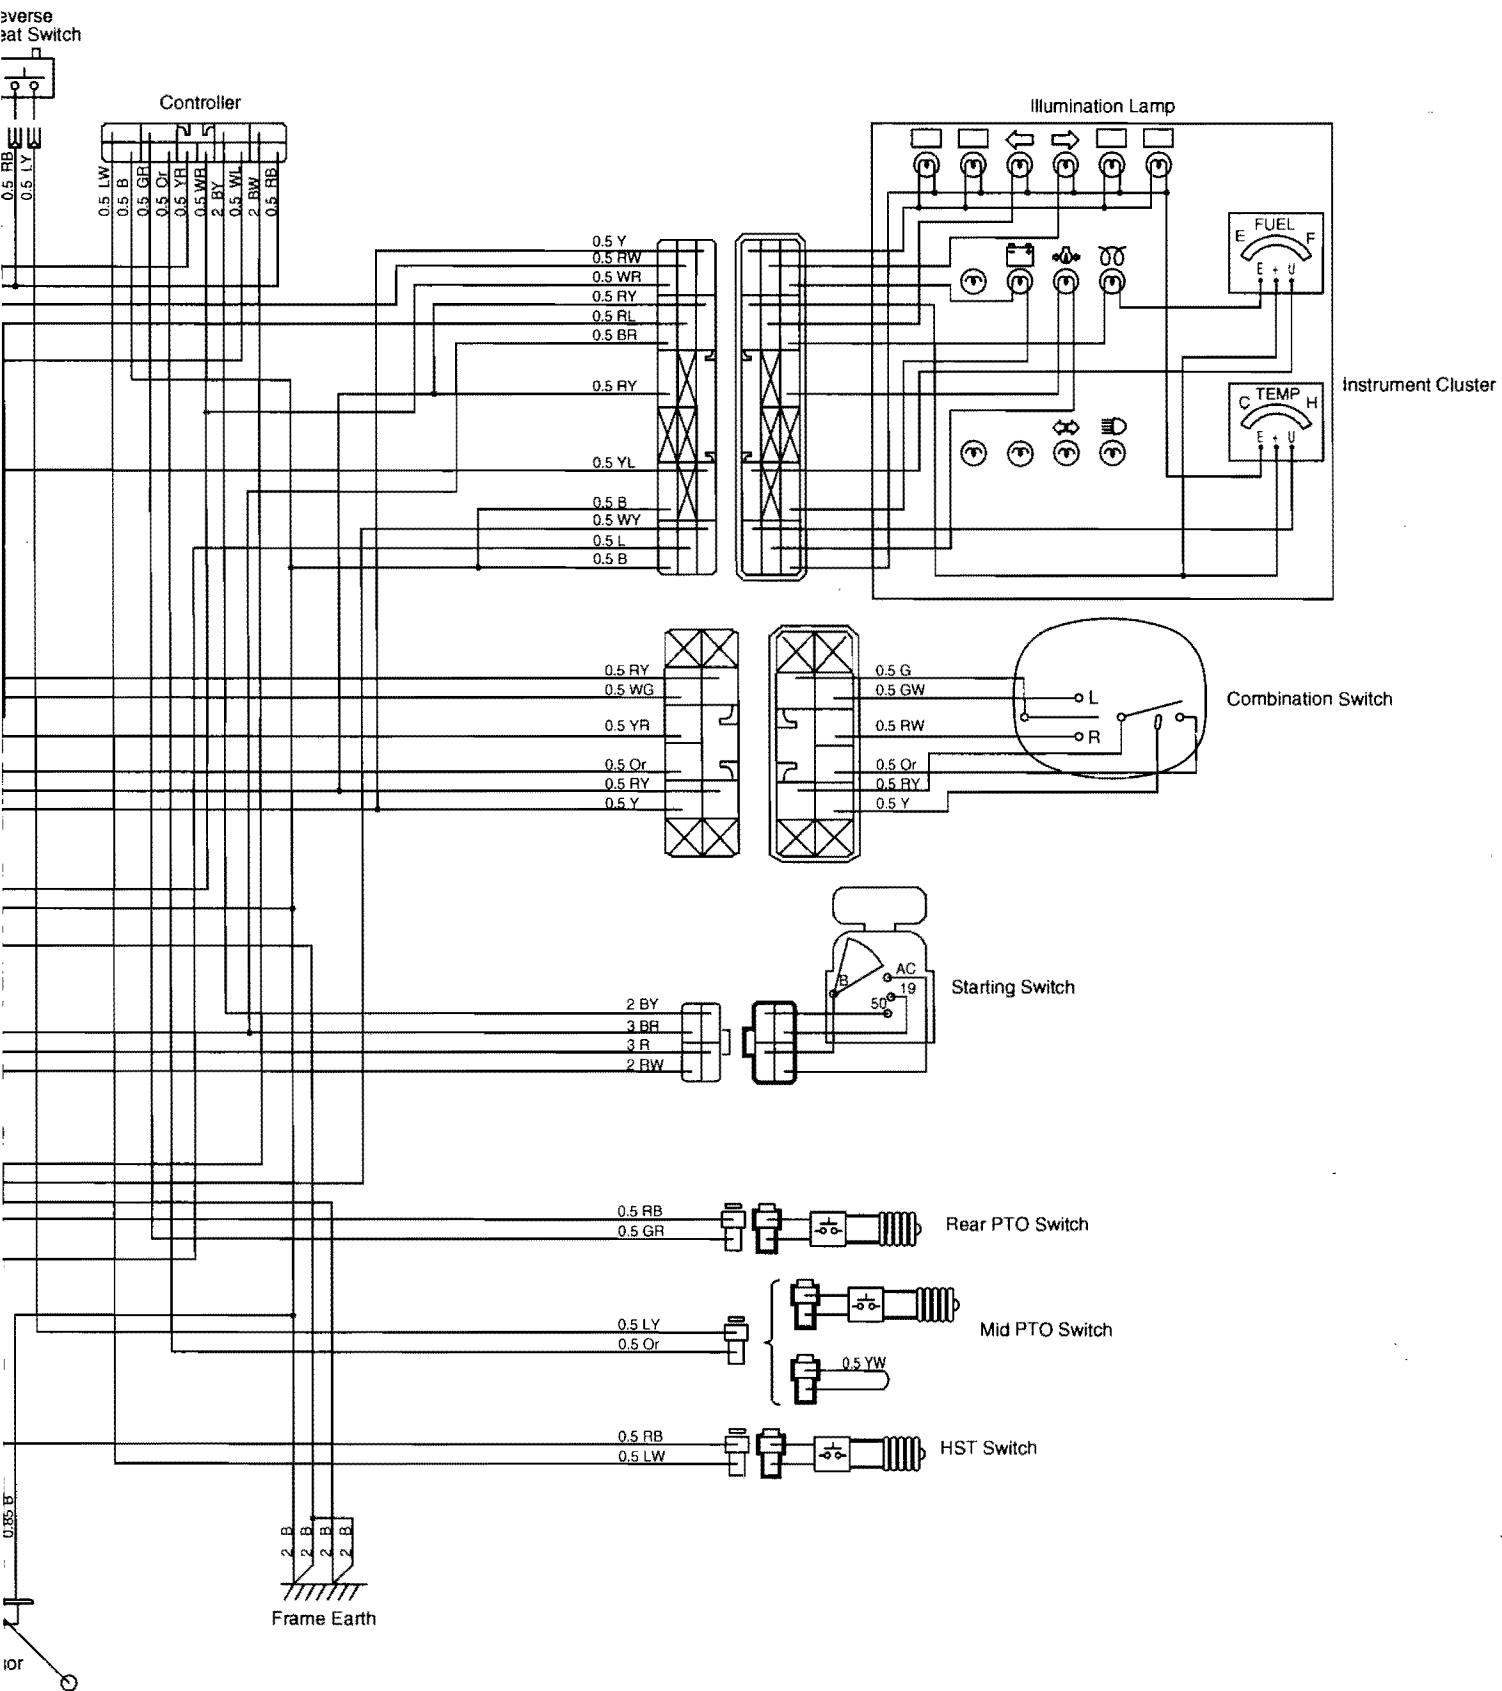 eat Switch
Controller
0.5 RB
0.5 LY
0.5 LW
0.5 B
0.5 GR
0.5 Or
0.5 YR
0.5 WR
2 BY
0.5 WL
2 BW
0.5 RB
Illumination Lamp
0.5 Y
0.5 RW
0.5 WR
0.5 RY
0.5 RL
0.5 BR
0.5 RY
0.5 YL
0.5 B
0.5 WY
0.5 L
0.5 B
FUEL
E F
E + U
TEMP
C H
E + U
Instrument Cluster
0.5 RY
0.5 WG
0.5 YR
0.5 Or
0.5 RY
0.5 Y
0.5 G
0.5 GW
0.5 RW
0.5 Or
0.5 RY
0.5 Y
L
R
Combination Switch
2 BY
3 BR
3 R
2 RW
B
AC
19
50
Starting Switch
0.5 RB
0.5 GR
Rear PTO Switch
0.5 LY
0.5 Or
0.5 YW
Mid PTO Switch
0.5 RB
0.5 LW
HST Switch
0.85 B
2 B
2 B
2 B
2 B
Frame Earth